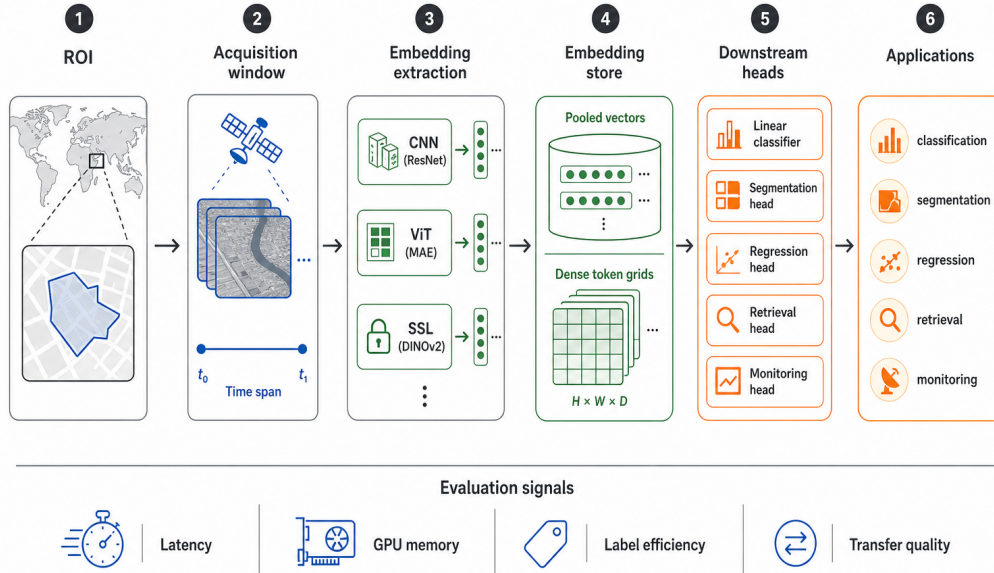 1
ROI
2
Acquisition
window
t0
t1
Time span
3
Embedding
extraction
CNN
(ResNet)
...
ViT
(MAE)
...
SSL
(DINOv2)
...
4
Embedding
store
Pooled vectors
...
...
Dense token grids
...
H × W × D
5
Downstream
heads
Linear
classifier
Segmentation
head
Regression
head
Retrieval
head
Monitoring
head
6
Applications
classification
segmentation
regression
retrieval
monitoring
Evaluation signals
Latency
GPU memory
Label efficiency
Transfer quality